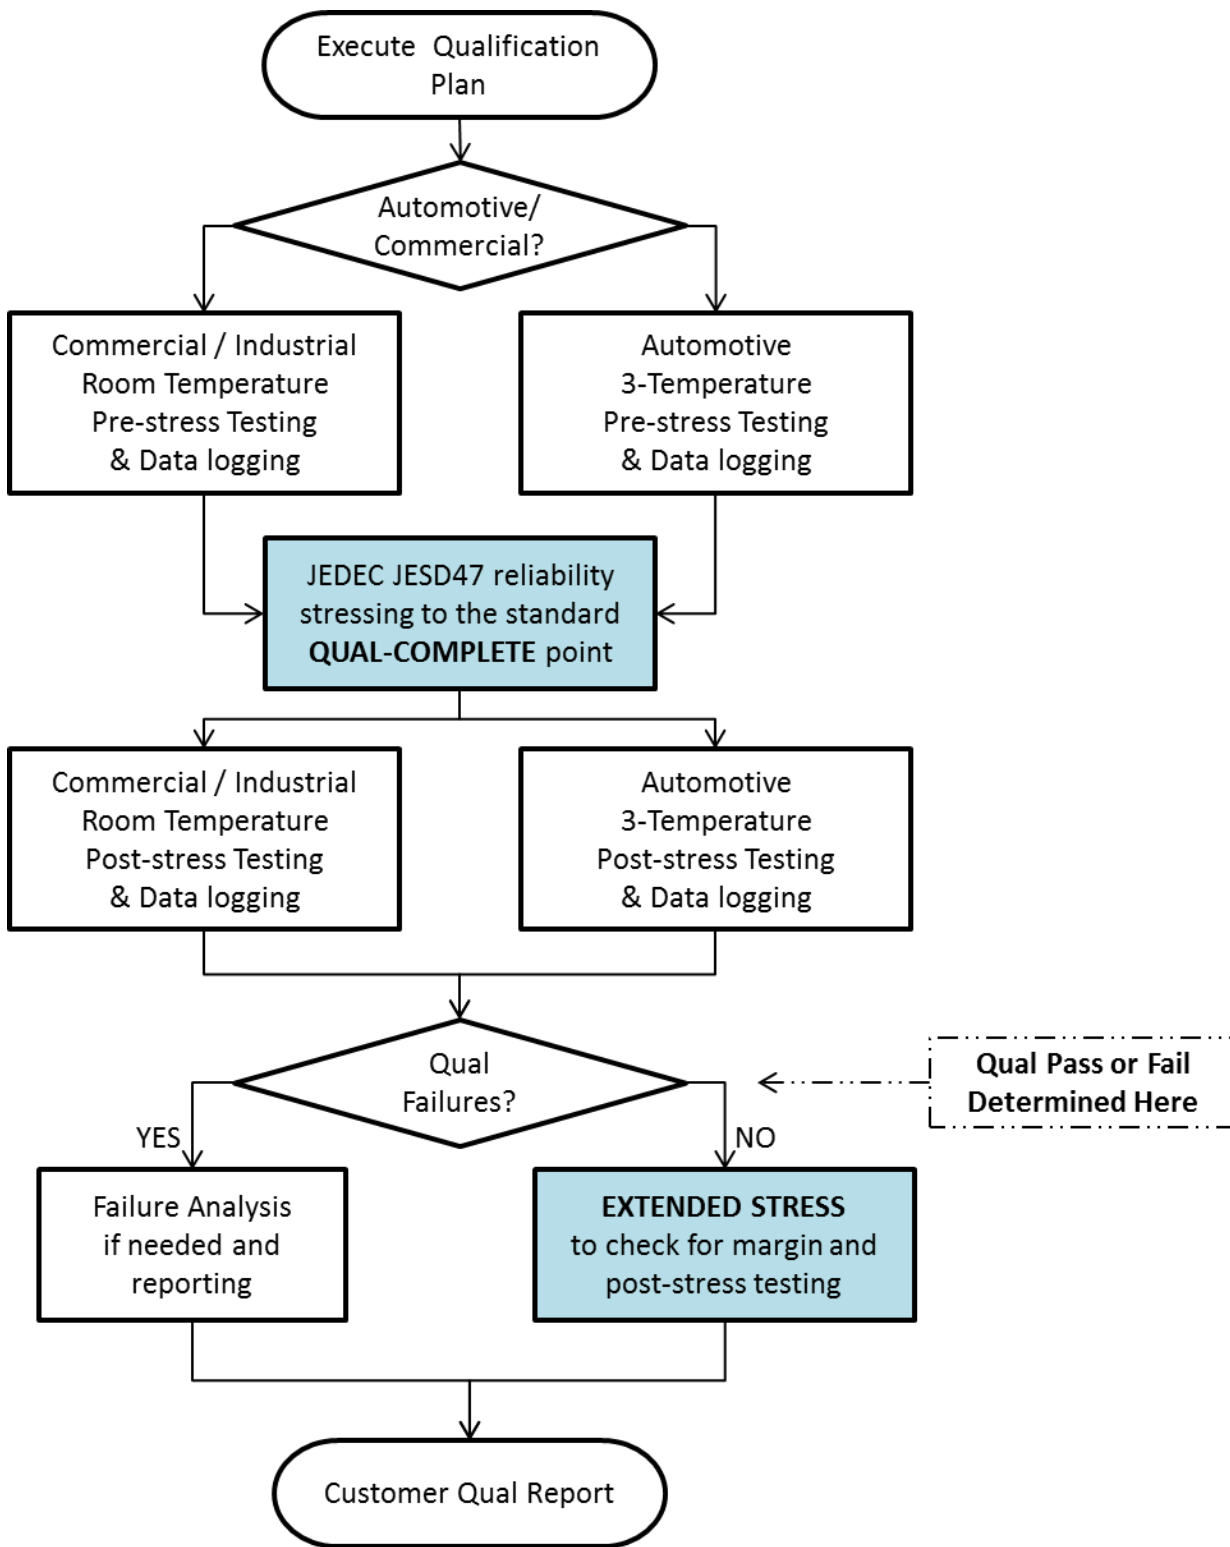 Execute Qualification
Plan
Automotive/
Commercial?
Commercial / Industrial
Room Temperature
Pre-stress Testing
& Data logging
Automotive
3-Temperature
Pre-stress Testing
& Data logging
JEDEC JESD47 reliability
stressing to the standard
QUAL-COMPLETE point
Commercial / Industrial
Room Temperature
Post-stress Testing
& Data logging
Automotive
3-Temperature
Post-stress Testing
& Data logging
Qual
Failures?
Qual Pass or Fail
Determined Here
YES
NO
Failure Analysis
if needed and
reporting
EXTENDED STRESS
to check for margin and
post-stress testing
Customer Qual Report